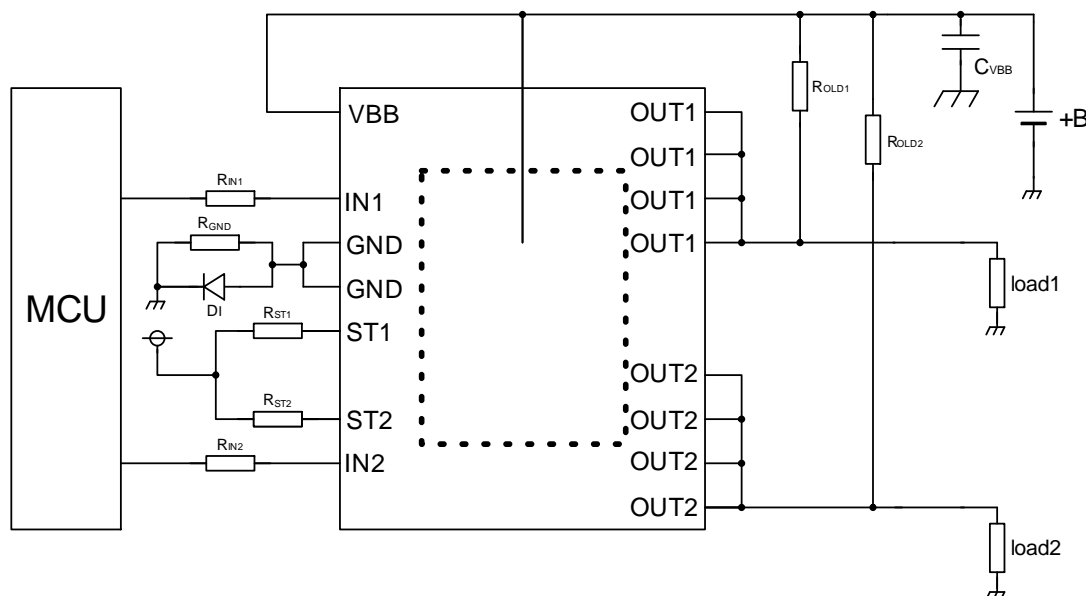 MCU
RIN1
RGND
DI
RST1
RST2
RIN2
VBB
IN1
GND
GND
ST1
ST2
IN2
OUT1
OUT1
OUT1
OUT1
OUT2
OUT2
OUT2
OUT2
ROLD1
ROLD2
CVBB
+B
load1
load2